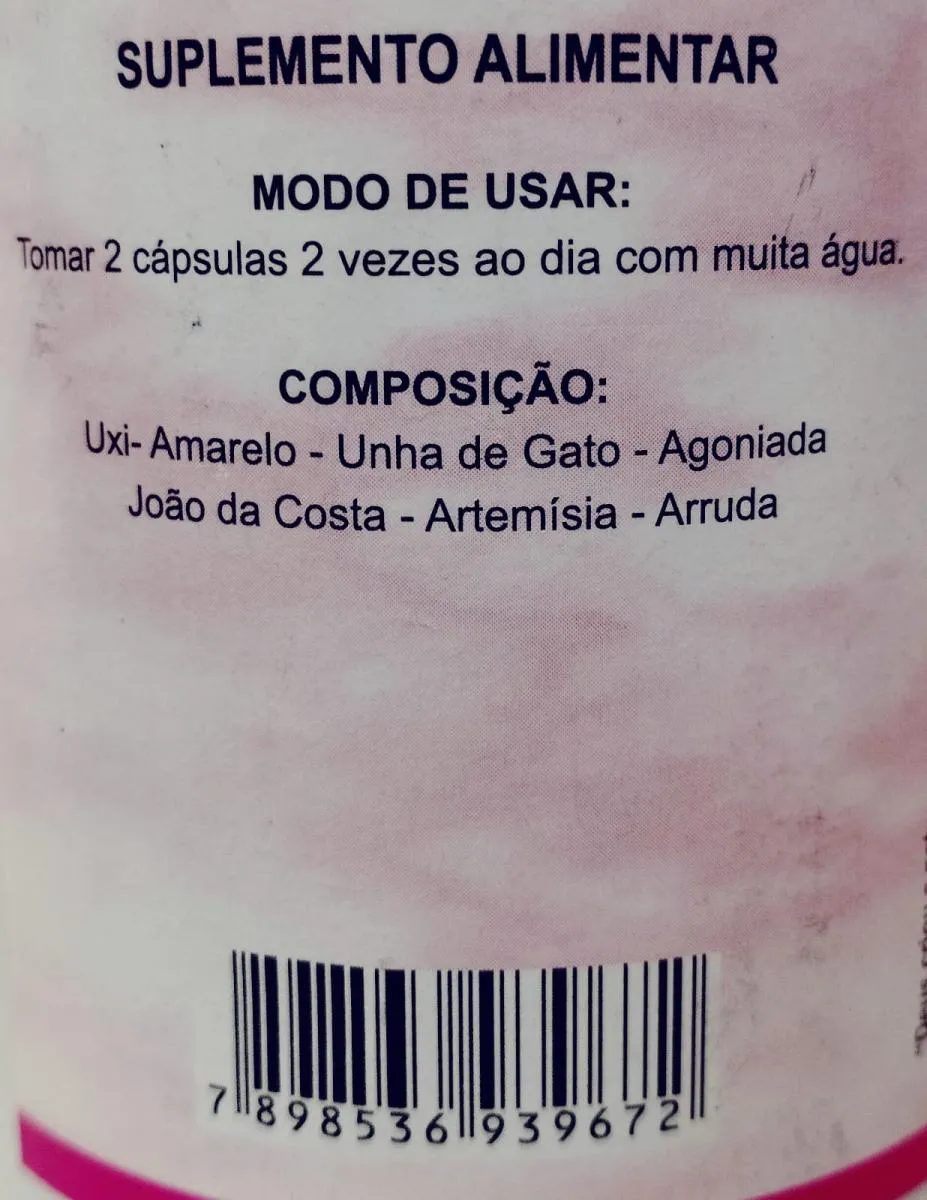 SUPLEMENTO ALIMENTAR
MODO DE USAR:
Tomar 2 cápsulas 2 vezes ao dia com muita água.
COMPOSIÇÃO:
Uxi- Amarelo - Unha de Gato - Agoniada
João da Costa - Artemísia - Arruda
7 898536 939672